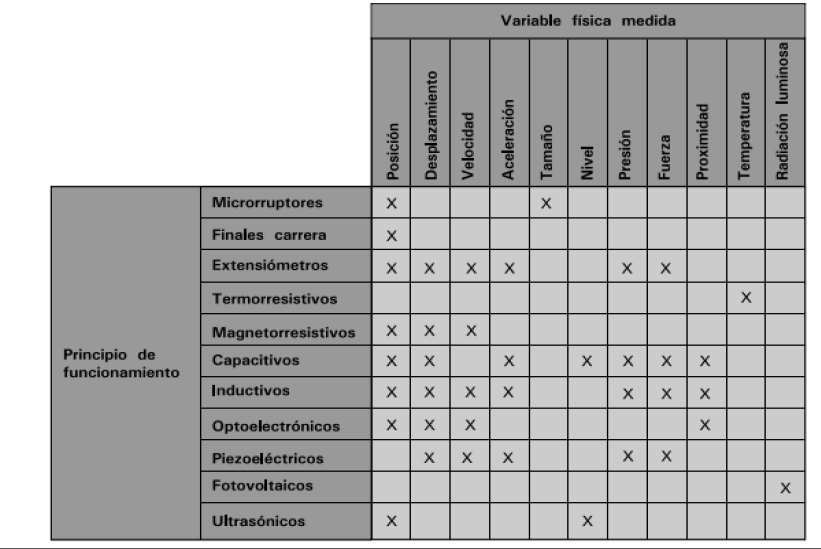 Variable física medida
Posición
Desplazamiento
Velocidad
Aceleración
Tamaño
Nivel
Presión
Fuerza
Proximidad
Temperatura
Radiación luminosa
Principio de
funcionamiento
Microrruptores X X
Finales carrera X
Extensiómetros X X X X X X
Termorresistivos X
Magnetorresistivos X X X
Capacitivos X X X X X X X
Inductivos X X X X X X X
Optoelectrónicos X X X X
Piezoeléctricos X X X X X
Fotovoltaicos X
Ultrasónicos X X